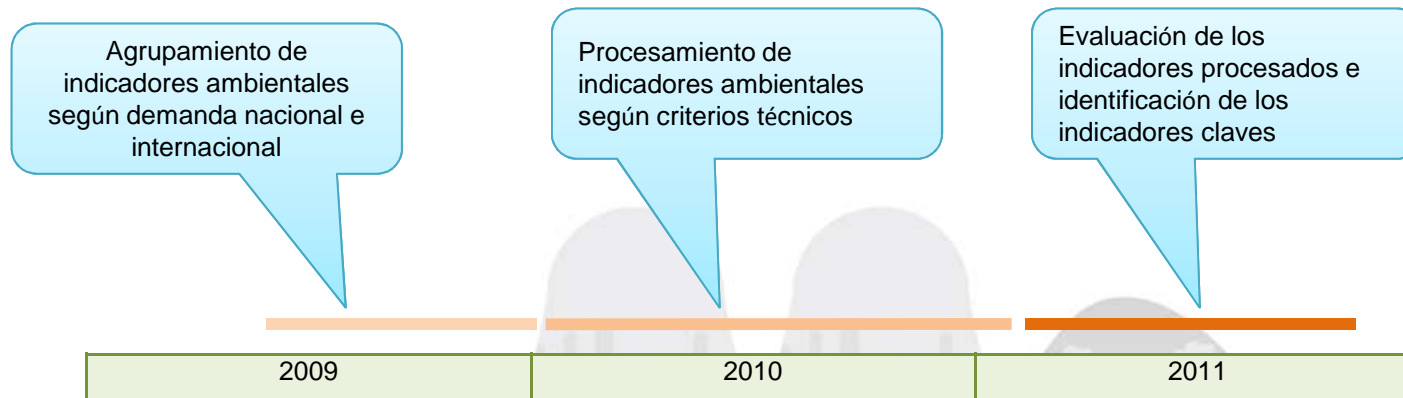 Agrupamiento de
indicadores ambientales
según demanda nacional e
internacional
Procesamiento de
indicadores ambientales
según criterios técnicos
Evaluación de los
indicadores procesados e
identificación de los
indicadores claves
2009
2010
2011